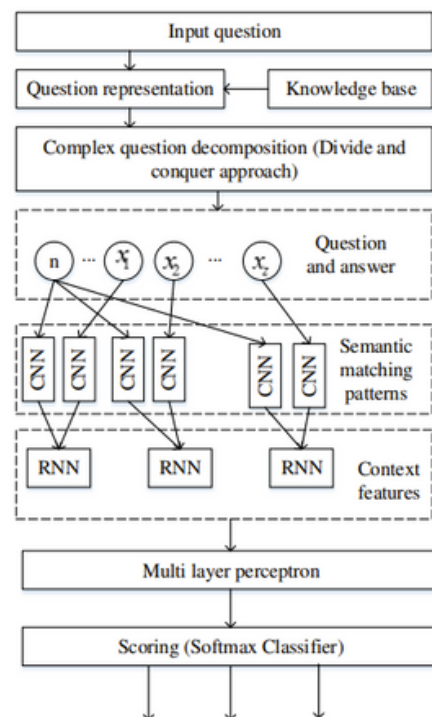 Input question
Question representation
Knowledge base
Complex question decomposition (Divide and
conquer approach)
n ... x1 x2 ... xz
Question
and answer
CNN CNN CNN CNN CNN CNN
Semantic
matching
patterns
RNN RNN RNN
Context
features
Multi layer perceptron
Scoring (Softmax Classifier)